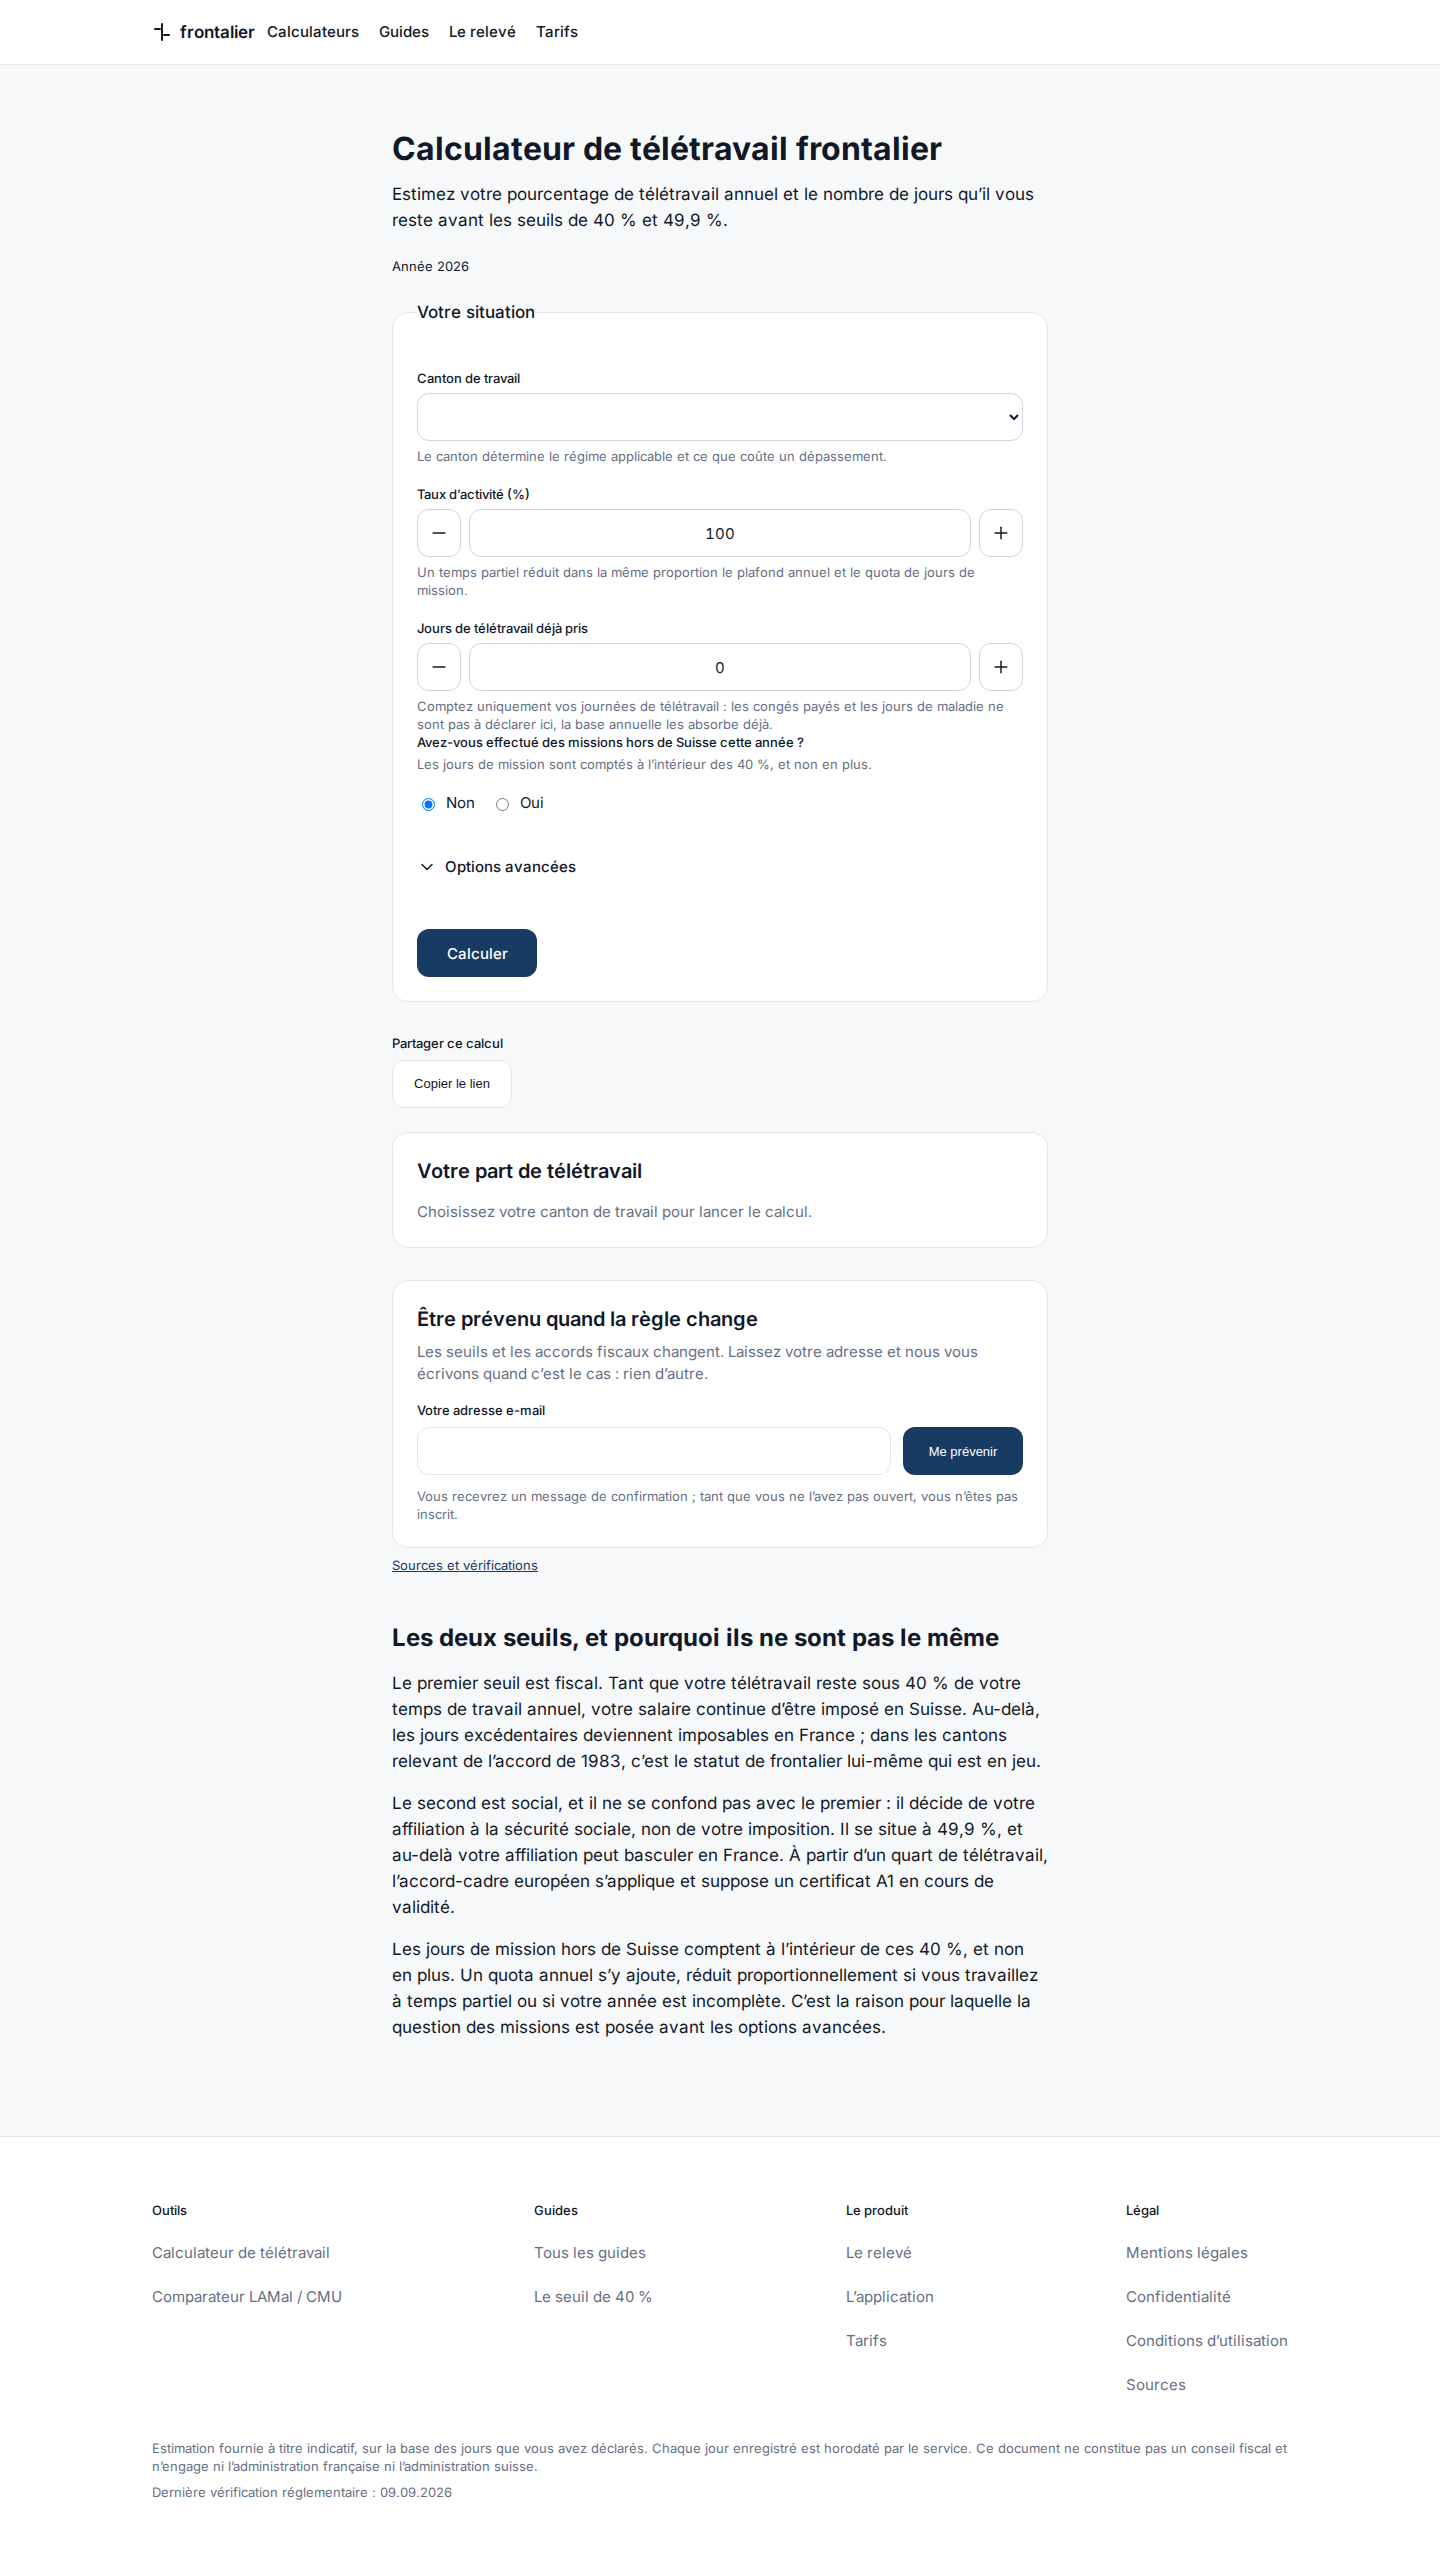 frontalier Calculateurs Guides Le relevé Tarifs
Calculateur de télétravail frontalier
Estimez votre pourcentage de télétravail annuel et le nombre de jours qu’il vous
reste avant les seuils de 40 % et 49,9 %.
Année 2026
Votre situation
Canton de travail
Le canton détermine le régime applicable et ce que coûte un dépassement.
Taux d’activité (%)
100
Un temps partiel réduit dans la même proportion le plafond annuel et le quota de jours de
mission.
Jours de télétravail déjà pris
0
Comptez uniquement vos journées de télétravail : les congés payés et les jours de maladie ne
sont pas à déclarer ici, la base annuelle les absorbe déjà.
Avez-vous effectué des missions hors de Suisse cette année ?
Les jours de mission sont comptés à l’intérieur des 40 %, et non en plus.
Non Oui
Options avancées
Calculer
Partager ce calcul
Copier le lien
Votre part de télétravail
Choisissez votre canton de travail pour lancer le calcul.
Être prévenu quand la règle change
Les seuils et les accords fiscaux changent. Laissez votre adresse et nous vous
écrivons quand c’est le cas : rien d’autre.
Votre adresse e-mail
Me prévenir
Vous recevrez un message de confirmation ; tant que vous ne l’avez pas ouvert, vous n’êtes pas
inscrit.
Sources et vérifications
Les deux seuils, et pourquoi ils ne sont pas le même
Le premier seuil est fiscal. Tant que votre télétravail reste sous 40 % de votre
temps de travail annuel, votre salaire continue d’être imposé en Suisse. Au-delà,
les jours excédentaires deviennent imposables en France ; dans les cantons
relevant de l’accord de 1983, c’est le statut de frontalier lui-même qui est en jeu.
Le second est social, et il ne se confond pas avec le premier : il décide de votre
affiliation à la sécurité sociale, non de votre imposition. Il se situe à 49,9 %, et
au-delà votre affiliation peut basculer en France. À partir d’un quart de télétravail,
l’accord-cadre européen s’applique et suppose un certificat A1 en cours de
validité.
Les jours de mission hors de Suisse comptent à l’intérieur de ces 40 %, et non
en plus. Un quota annuel s’y ajoute, réduit proportionnellement si vous travaillez
à temps partiel ou si votre année est incomplète. C’est la raison pour laquelle la
question des missions est posée avant les options avancées.
Outils Guides Le produit Légal
Calculateur de télétravail Tous les guides Le relevé Mentions légales
Comparateur LAMal / CMU Le seuil de 40 % L’application Confidentialité
Tarifs Conditions d’utilisation
Sources
Estimation fournie à titre indicatif, sur la base des jours que vous avez déclarés. Chaque jour enregistré est horodaté par le service. Ce document ne constitue pas un conseil fiscal et
n’engage ni l’administration française ni l’administration suisse.
Dernière vérification réglementaire : 09.09.2026